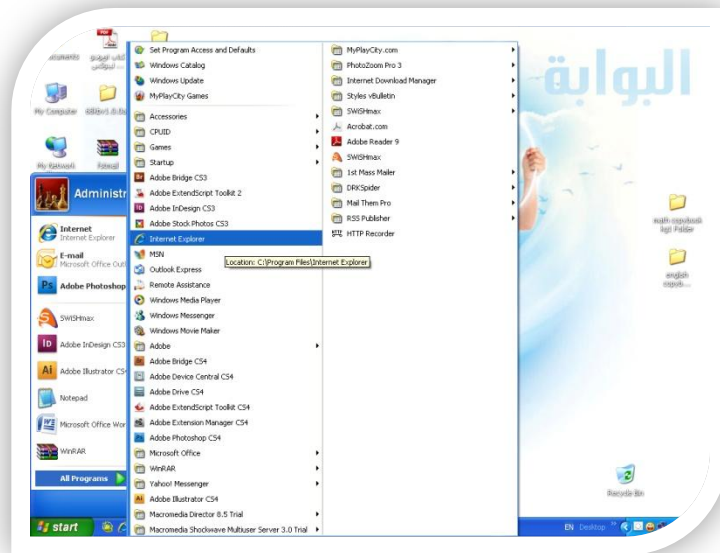 My Computer
My Network
Administr
Internet
Internet Explorer
E-mail
Microsoft Office Outl
Adobe Photoshop
SWiSHmax
Adobe InDesign CS3
Adobe Illustrator CS4
Notepad
Microsoft Office Wor
WinRAR
All Programs
start
Set Program Access and Defaults
Windows Catalog
Windows Update
MyPlayCity Games
Accessories
CPUID
Games
Startup
Adobe Bridge CS3
Adobe ExtendScript Toolkit 2
Adobe InDesign CS3
Adobe Stock Photos CS3
Internet Explorer
Location: C:\Program Files\Internet Explorer
MSN
Outlook Express
Remote Assistance
Windows Media Player
Windows Messenger
Windows Movie Maker
Adobe
Adobe Bridge CS4
Adobe Device Central CS4
Adobe Drive CS4
Adobe ExtendScript Toolkit CS4
Adobe Extension Manager CS4
Adobe Photoshop CS4
Microsoft Office
WinRAR
Yahoo! Messenger
Adobe Illustrator CS4
Macromedia Director 8.5 Trial
Macromedia Shockwave Multiuser Server 3.0 Trial
MyPlayCity.com
PhotoZoom Pro 3
Internet Download Manager
Styles vBulletin
SWiSHmax
Acrobat.com
Adobe Reader 9
SWiSHmax
1st Mass Mailer
DRKSpider
Mail Them Pro
RSS Publisher
HTTP Recorder
البوابة
math copybook
kg1 Folder
english
Recycle Bin
EN Desktop